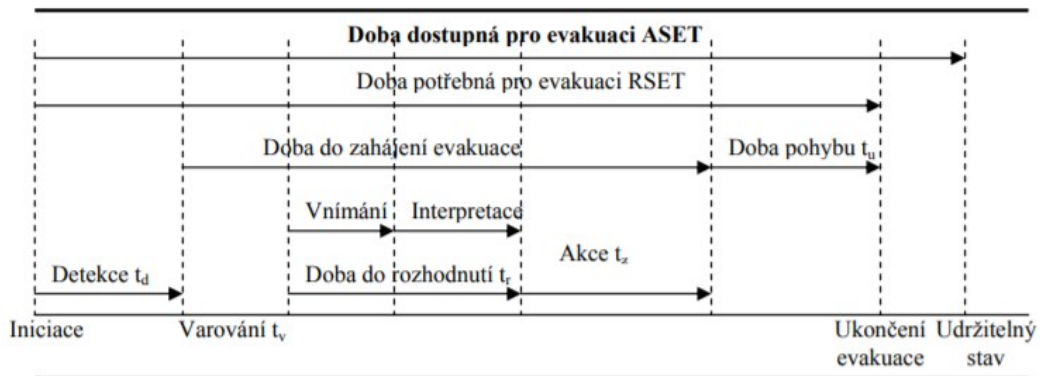 Doba dostupná pro evakuaci ASET
Doba potřebná pro evakuaci RSET
Doba do zahájení evakuace
Doba pohybu tu
Vnímání
Interpretace
Akce tz
Detekce td
Doba do rozhodnutí tr
Iniciace
Varování tv
Ukončení
evakuace
Udržitelný
stav